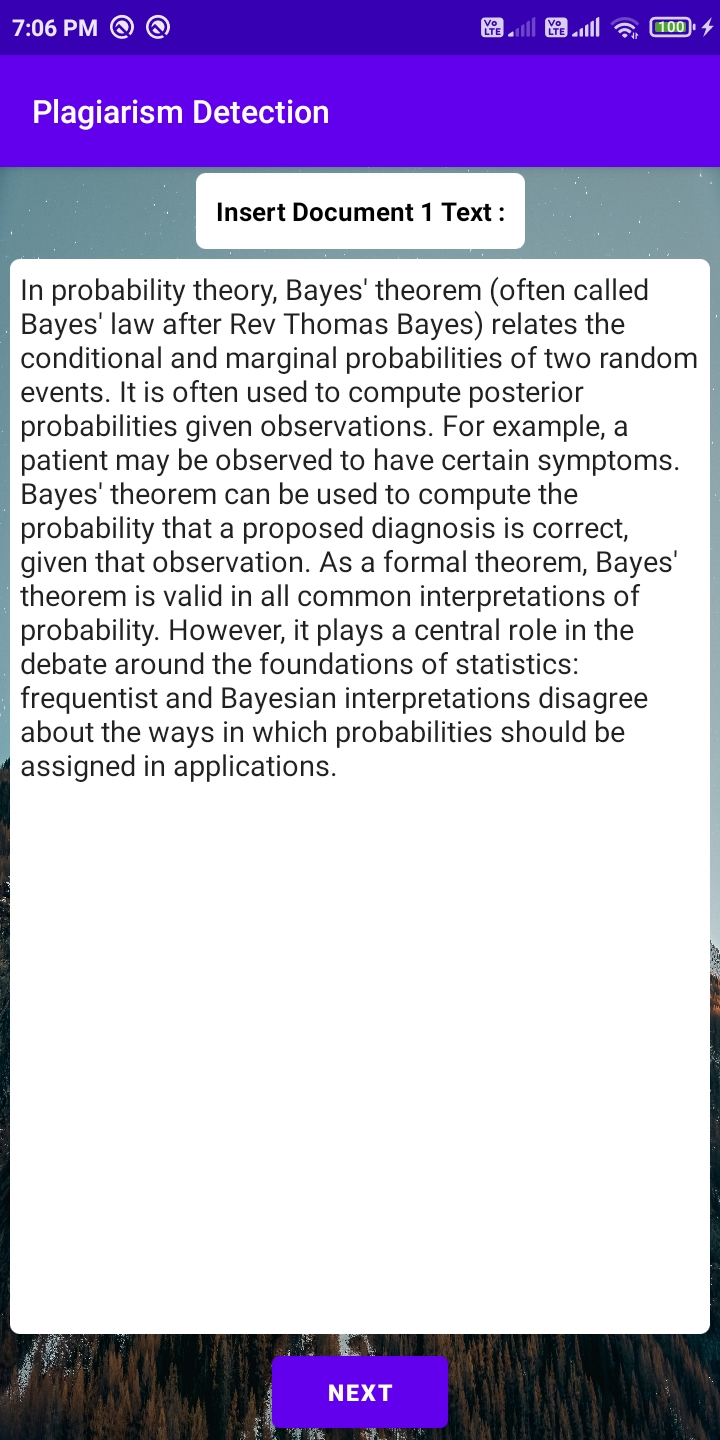 7:06 PM
Vo LTE
Vo LTE
100
Plagiarism Detection
Insert Document 1 Text :
In probability theory, Bayes' theorem (often called
Bayes' law after Rev Thomas Bayes) relates the
conditional and marginal probabilities of two random
events. It is often used to compute posterior
probabilities given observations. For example, a
patient may be observed to have certain symptoms.
Bayes' theorem can be used to compute the
probability that a proposed diagnosis is correct,
given that observation. As a formal theorem, Bayes'
theorem is valid in all common interpretations of
probability. However, it plays a central role in the
debate around the foundations of statistics:
frequentist and Bayesian interpretations disagree
about the ways in which probabilities should be
assigned in applications.
NEXT